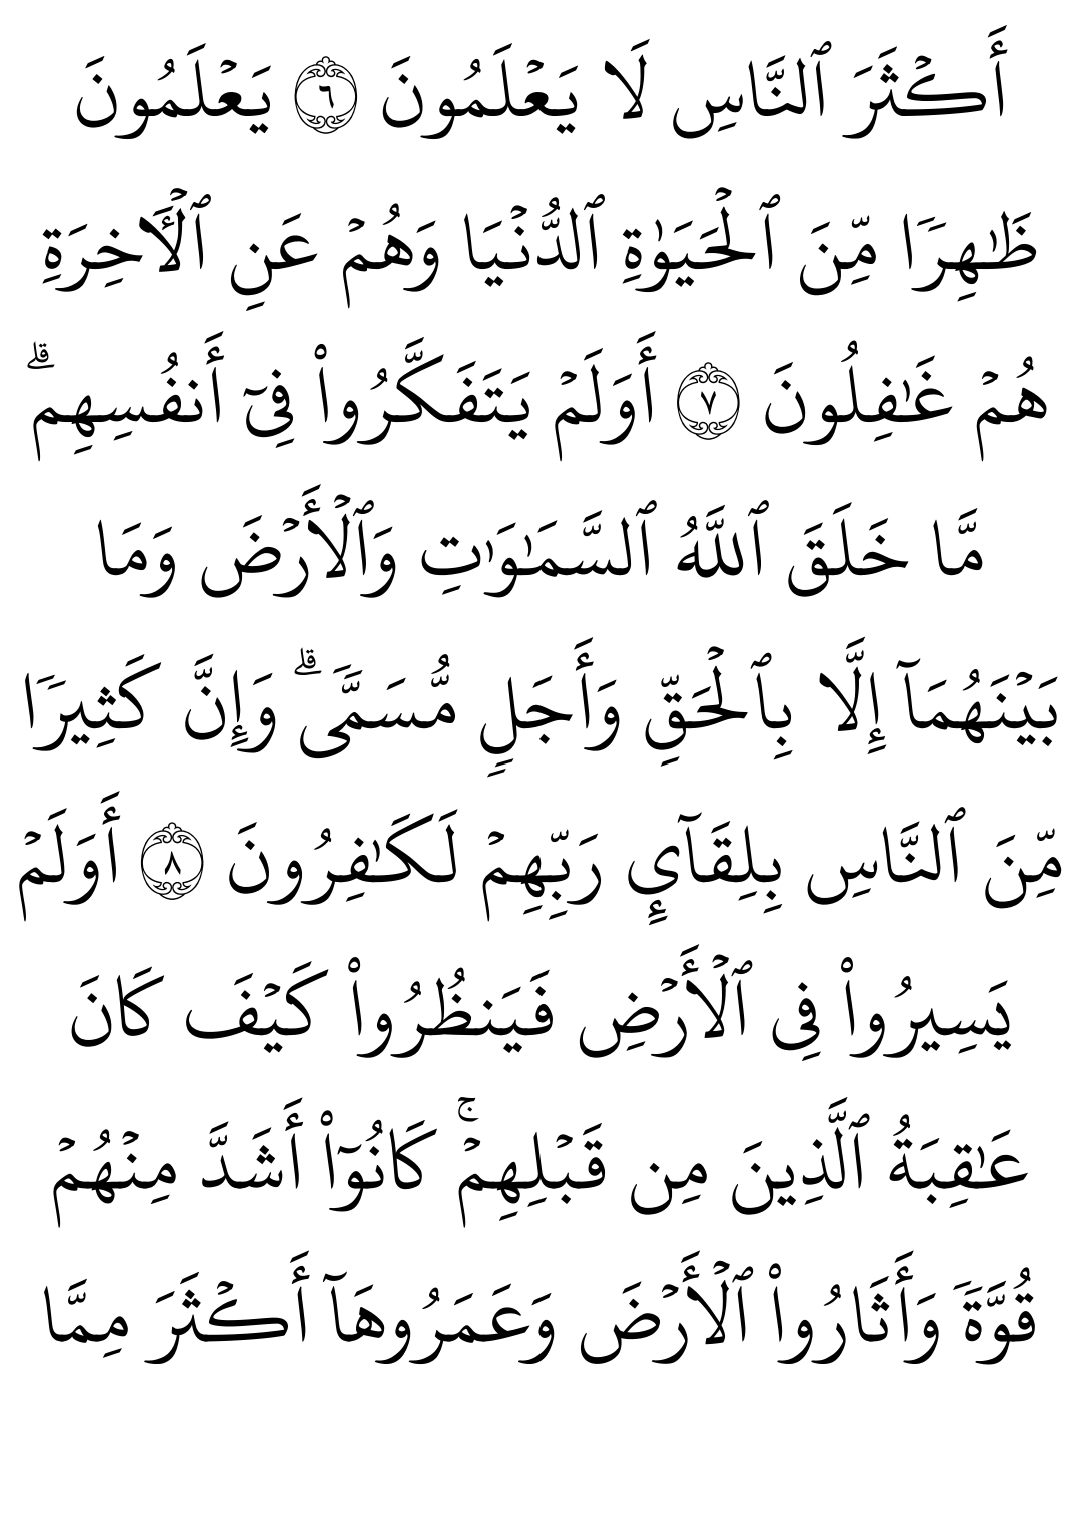 أَكۡثَرَ ٱلنَّاسِ لَا يَعۡلَمُونَ ٦ يَعۡلَمُونَ
ظَٰهِرٗا مِّنَ ٱلۡحَيَوٰةِ ٱلدُّنۡيَا وَهُمۡ عَنِ ٱلۡأٓخِرَةِ
هُمۡ غَٰفِلُونَ ٧ أَوَلَمۡ يَتَفَكَّرُواْ فِيٓ أَنفُسِهِمۗ
مَّا خَلَقَ ٱللَّهُ ٱلسَّمَٰوَٰتِ وَٱلۡأَرۡضَ وَمَا
بَيۡنَهُمَآ إِلَّا بِٱلۡحَقِّ وَأَجَلٖ مُّسَمّٗىۗ وَإِنَّ كَثِيرٗا
مِّنَ ٱلنَّاسِ بِلِقَآيِٕ رَبِّهِمۡ لَكَٰفِرُونَ ٨ أَوَلَمۡ
يَسِيرُواْ فِي ٱلۡأَرۡضِ فَيَنظُرُواْ كَيۡفَ كَانَ
عَٰقِبَةُ ٱلَّذِينَ مِن قَبۡلِهِمۡۚ كَانُوٓاْ أَشَدَّ مِنۡهُمۡ
قُوَّةٗ وَأَثَارُواْ ٱلۡأَرۡضَ وَعَمَرُوهَآ أَكۡثَرَ مِمَّا